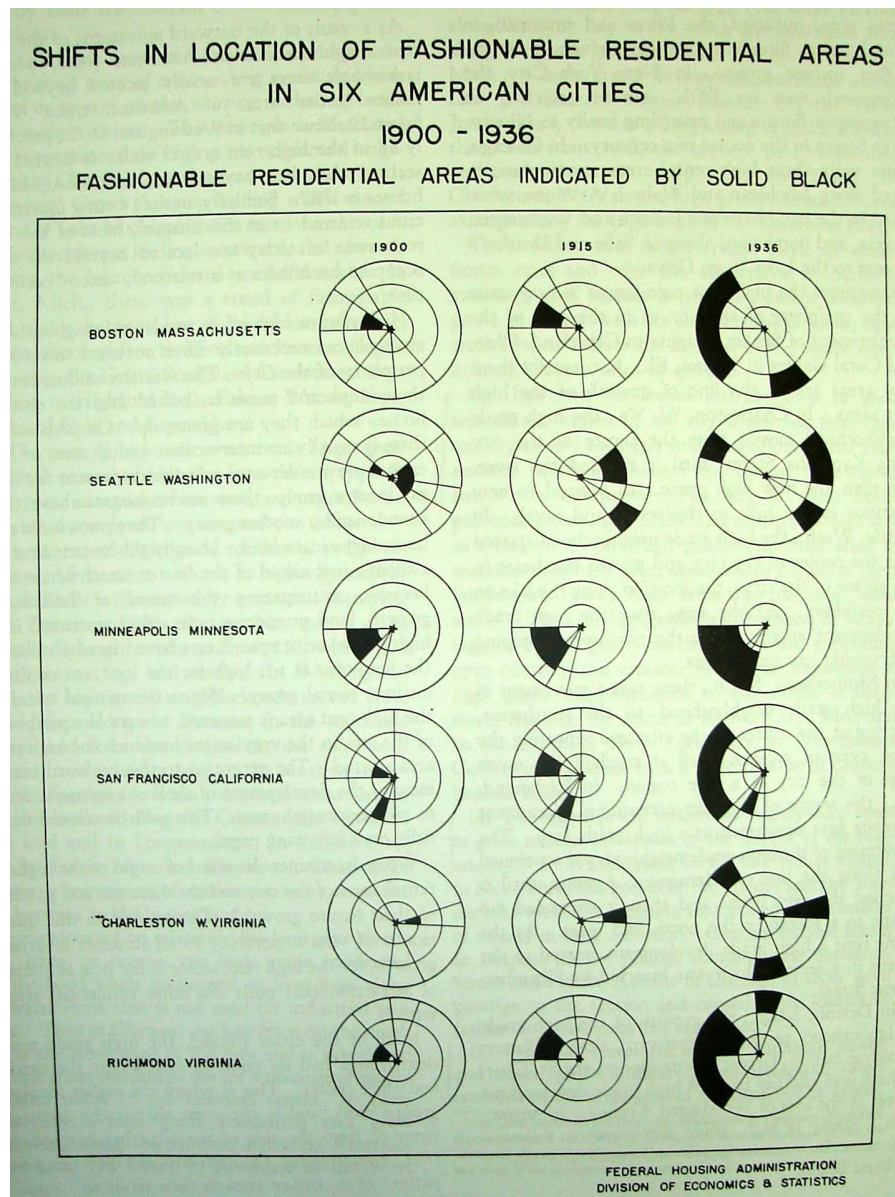 SHIFTS IN LOCATION OF FASHIONABLE RESIDENTIAL AREAS
IN SIX AMERICAN CITIES
1900 - 1936
FASHIONABLE RESIDENTIAL AREAS INDICATED BY SOLID BLACK
1900 1915 1936
BOSTON MASSACHUSETTS
SEATTLE WASHINGTON
MINNEAPOLIS MINNESOTA
SAN FRANCISCO CALIFORNIA
CHARLESTON W. VIRGINIA
RICHMOND VIRGINIA
FEDERAL HOUSING ADMINISTRATION
DIVISION OF ECONOMICS & STATISTICS